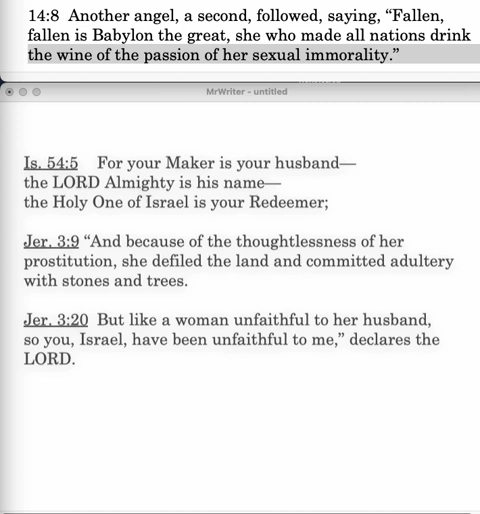 14:8  Another angel, a second, followed, saying, “Fallen,
fallen is Babylon the great, she who made all nations drink
the wine of the passion of her sexual immorality.”
MrWriter - untitled
Is. 54:5    For your Maker is your husband—
the LORD Almighty is his name—
the Holy One of Israel is your Redeemer;
Jer. 3:9 “And because of the thoughtlessness of her
prostitution, she defiled the land and committed adultery
with stones and trees.
Jer. 3:20  But like a woman unfaithful to her husband,
so you, Israel, have been unfaithful to me,” declares the
LORD.